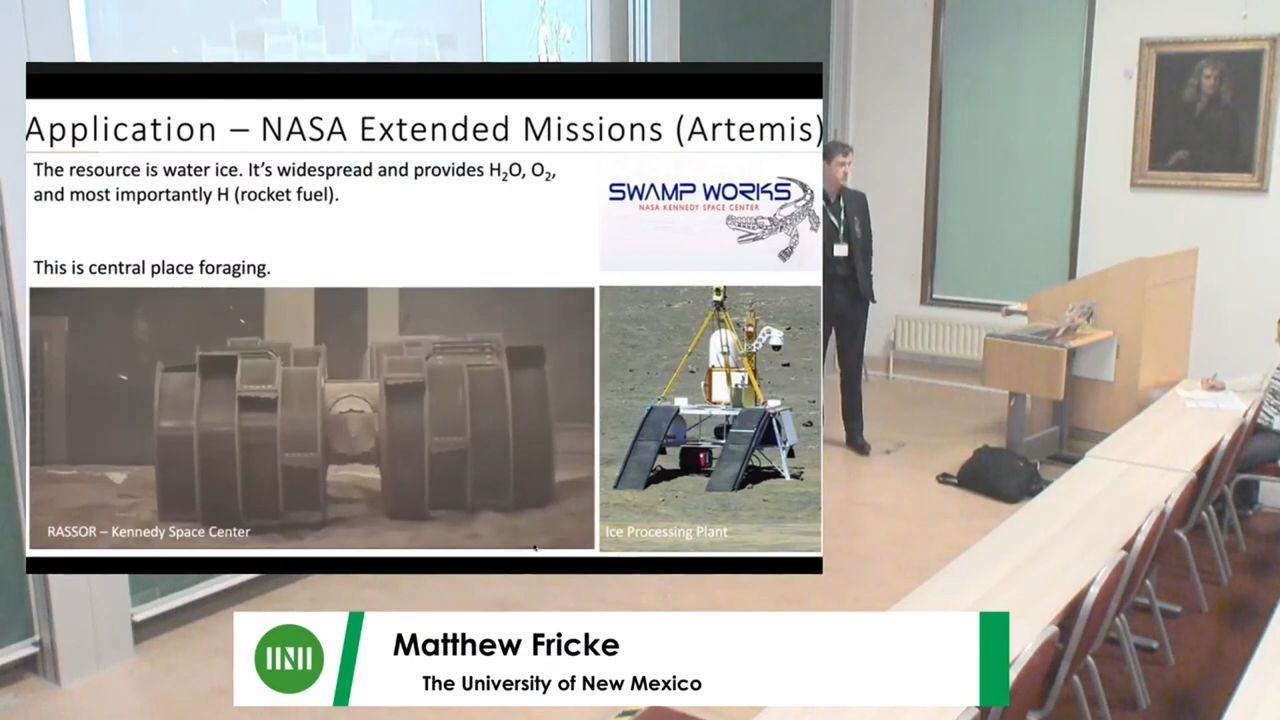 Application – NASA Extended Missions (Artemis)
The resource is water ice. It's widespread and provides H₂O, O₂,
and most importantly H (rocket fuel).
SWAMP WORKS
NASA KENNEDY SPACE CENTER
This is central place foraging.
RASSOR – Kennedy Space Center
Ice Processing Plant
Matthew Fricke
The University of New Mexico